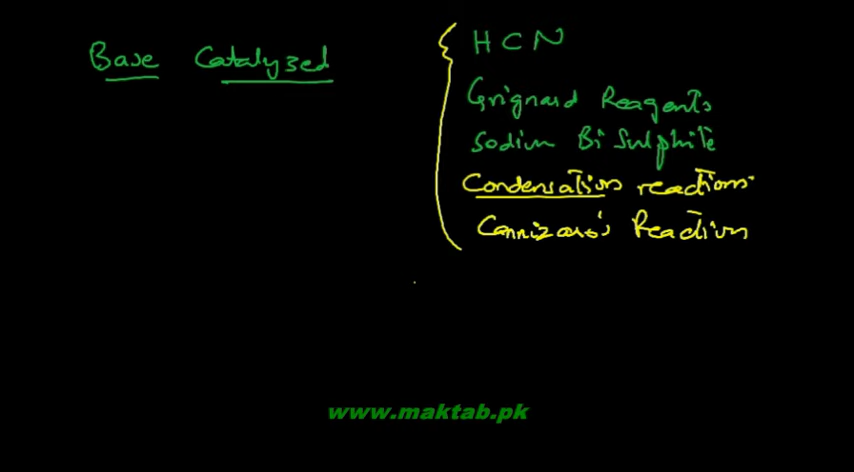 Base Catalyzed
HCN
Grignard Reagents
Sodium Bi Sulphite
Condensation reactions
Cannizaro's Reaction
www.maktab.pk